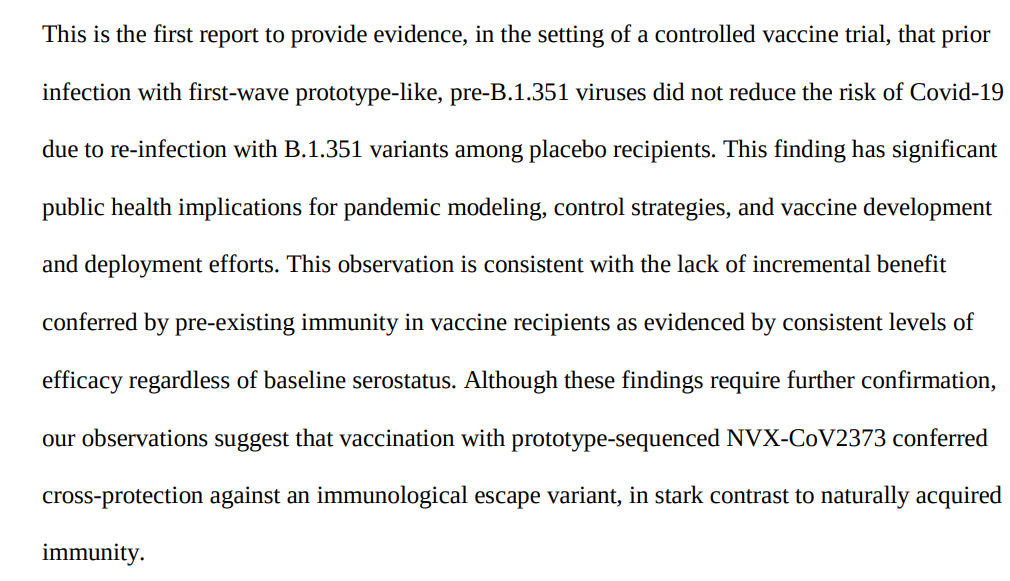 This is the first report to provide evidence, in the setting of a controlled vaccine trial, that prior
infection with first-wave prototype-like, pre-B.1.351 viruses did not reduce the risk of Covid-19
due to re-infection with B.1.351 variants among placebo recipients. This finding has significant
public health implications for pandemic modeling, control strategies, and vaccine development
and deployment efforts. This observation is consistent with the lack of incremental benefit
conferred by pre-existing immunity in vaccine recipients as evidenced by consistent levels of
efficacy regardless of baseline serostatus. Although these findings require further confirmation,
our observations suggest that vaccination with prototype-sequenced NVX-CoV2373 conferred
cross-protection against an immunological escape variant, in stark contrast to naturally acquired
immunity.